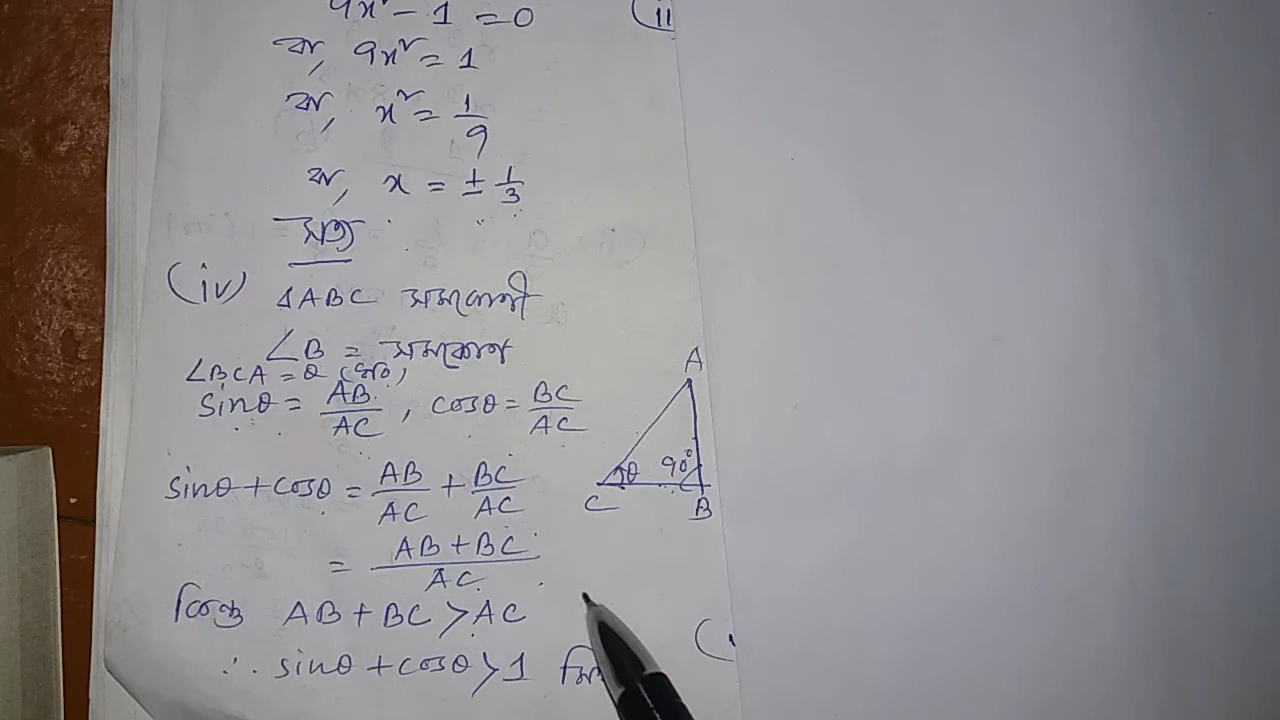 9x² - 1 = 0
(ii
বা, 9x² = 1
বা, x² = 1/9
বা, x = ± 1/3
সত্য
(iv) ΔABC সমকোণী
∠B = সমকোণ
∠BCA = θ (ধরি)
sinθ = AB/AC, cosθ = BC/AC
sinθ + cosθ = AB/AC + BC/AC
= AB + BC/AC
কিন্তু AB + BC > AC
∴ sinθ + cosθ > 1
A
θ 90°
C B
(